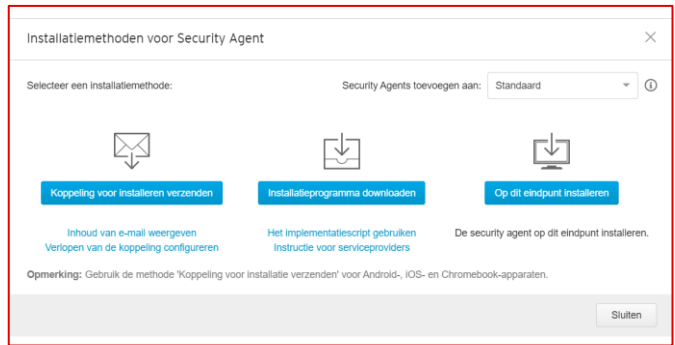 Installatiemethoden voor Security Agent
Selecteer een installatiemethode:
Security Agents toevoegen aan:
Standaard
Koppeling voor installeren verzenden
Installatieprogramma downloaden
Op dit eindpunt installeren
Inhoud van e-mail weergeven
Verlopen van de koppeling configureren
Het implementatiescript gebruiken
Instructie voor serviceproviders
De security agent op dit eindpunt installeren.
Opmerking: Gebruik de methode 'Koppeling voor installatie verzenden' voor Android-, iOS- en Chromebook-apparaten.
Sluiten